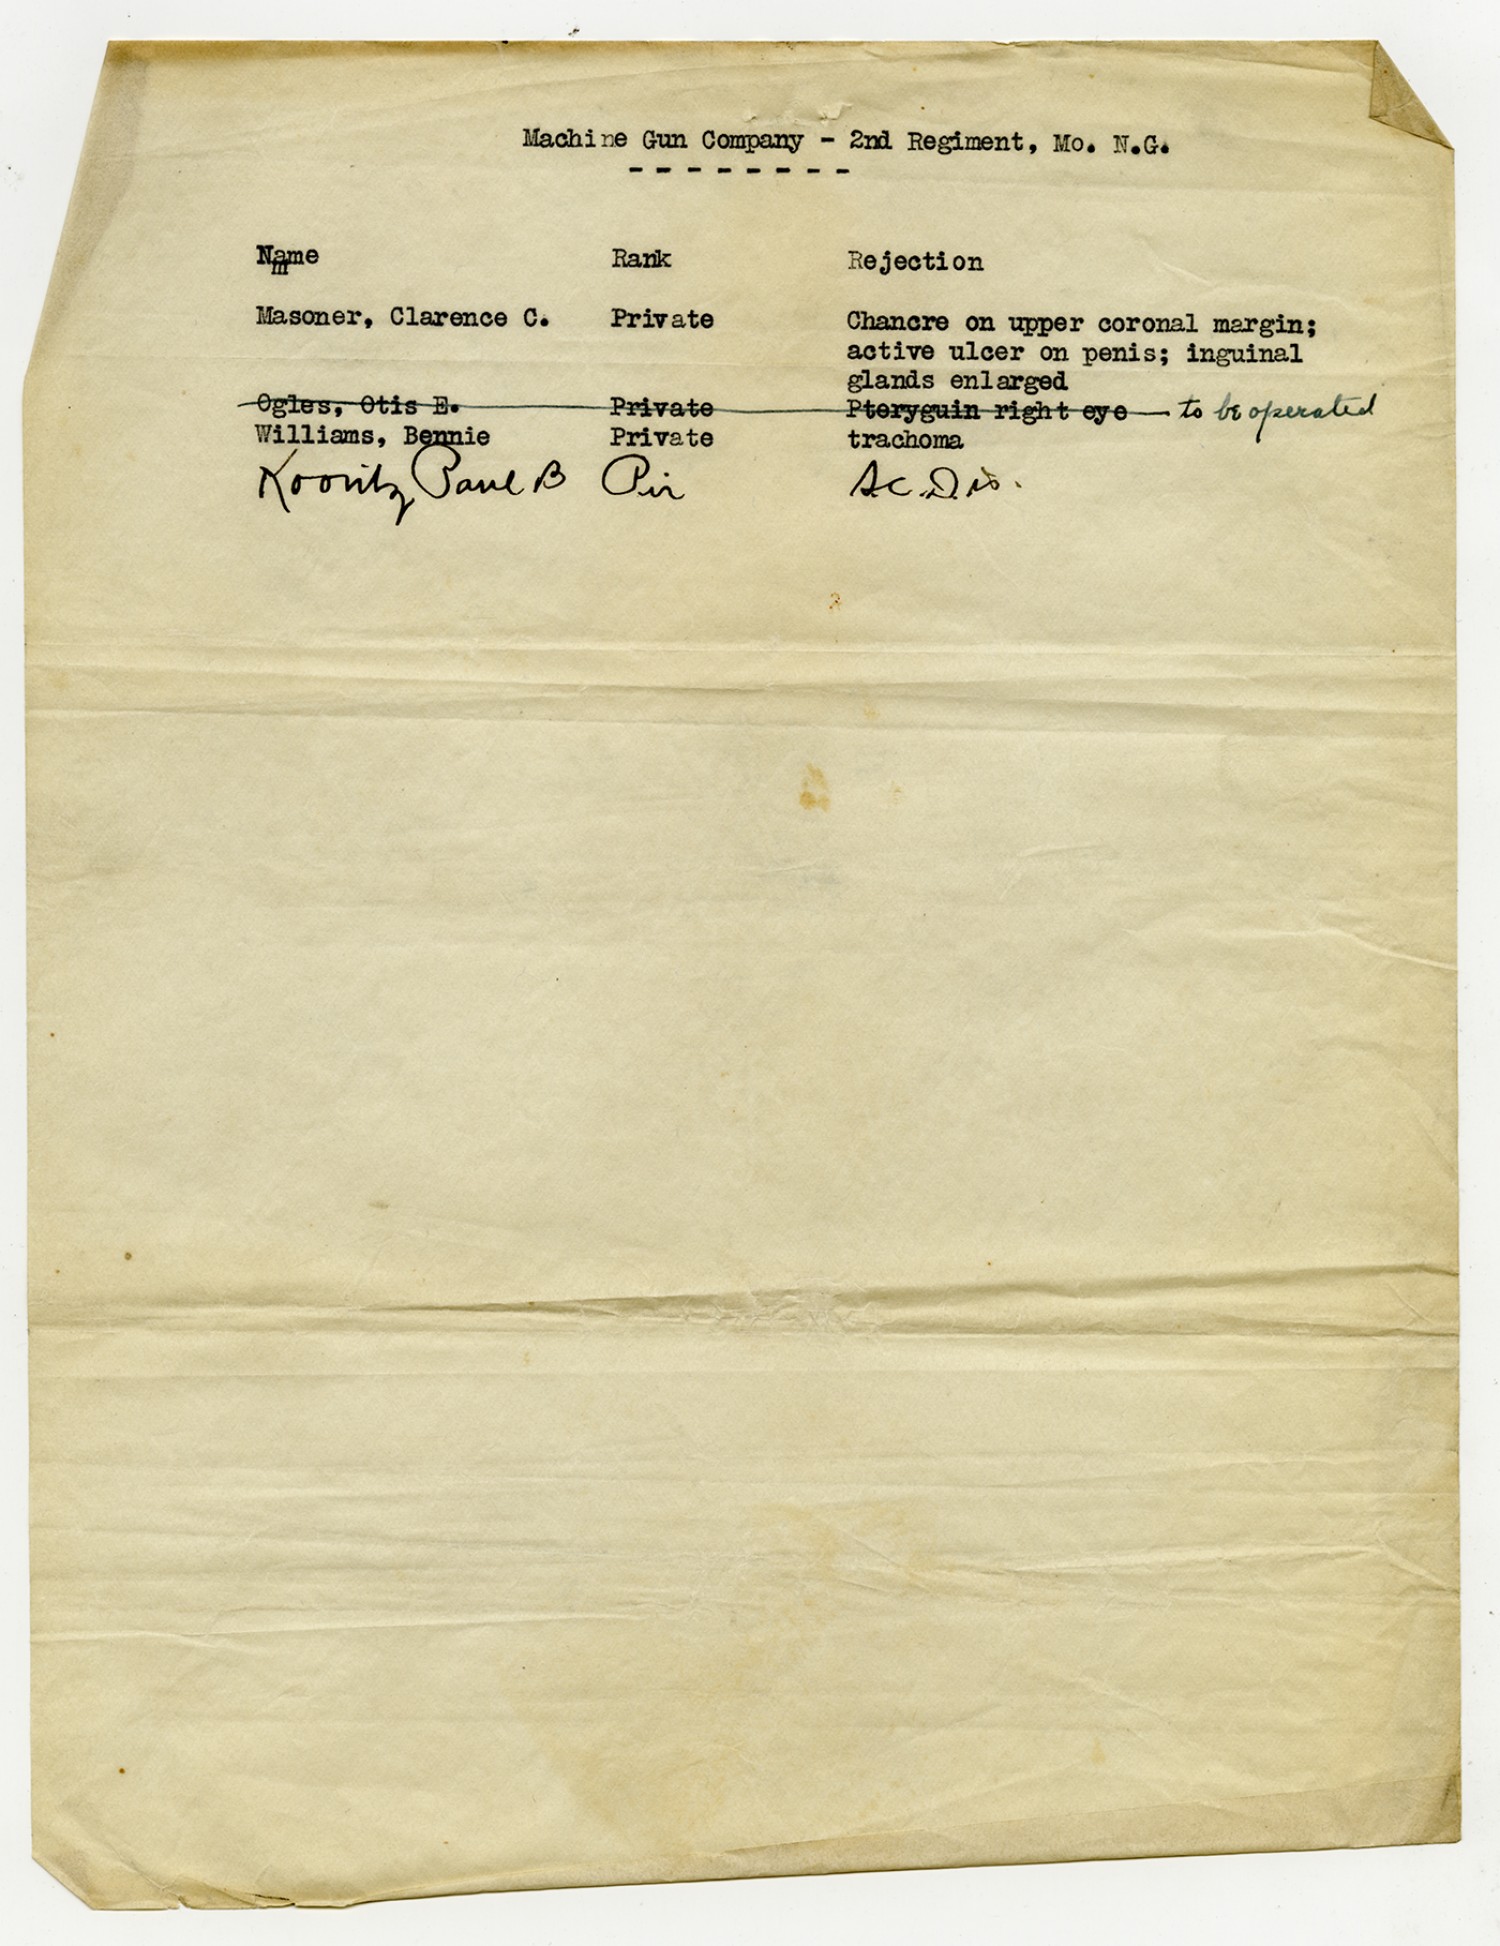 Machine Gun Company - 2nd Regiment, Mo. N.G.
- - - - - - - -
Name Rank Rejection
Masoner, Clarence C. Private Chancre on upper coronal margin;
active ulcer on penis; inguinal
glands enlarged
Ogles, Otis E. Private Pteryguin right eye — to be operated
Williams, Bennie Private trachoma
Paul B